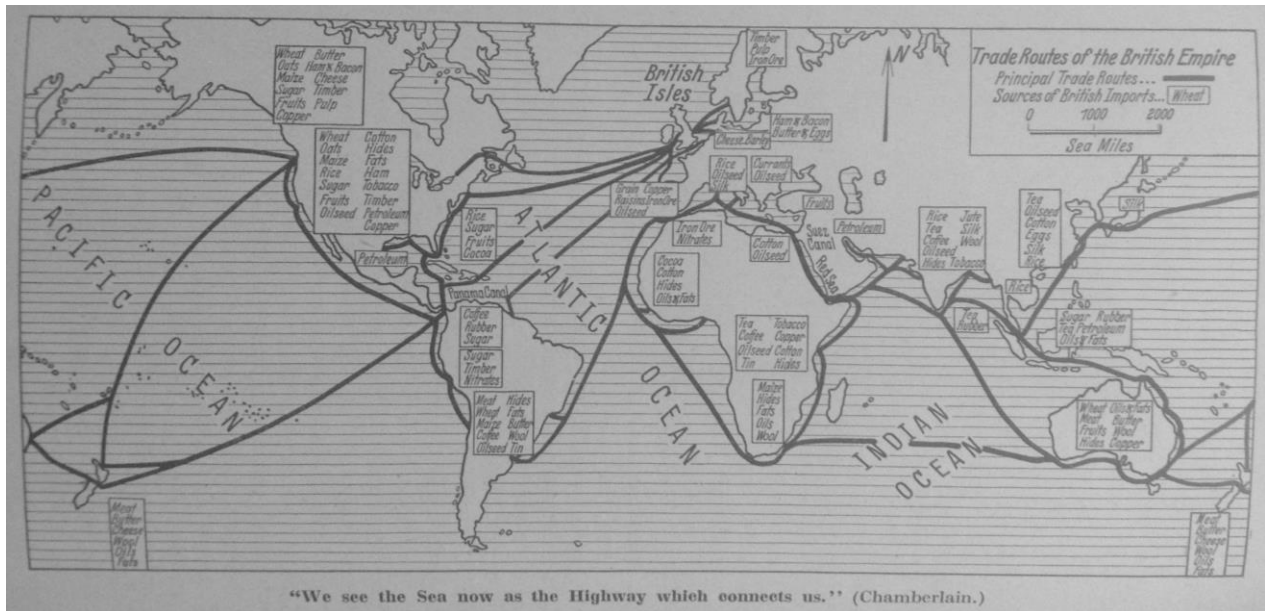 Trade Routes of the British Empire
Principal Trade Routes...
Sources of British Imports... Wheat
0 1000 2000
Sea Miles
N
British
Isles
Wheat Butter
Oats Ham & Bacon
Maize Cheese
Sugar Timber
Fruits Pulp
Copper
Wheat Cotton
Oats Hides
Maize Fats
Rice Ham
Sugar Tobacco
Fruits Timber
Oilseed Petroleum
Copper
Timber
Pulp
Iron Ore
Ham & Bacon
Butter & Eggs
Cheese.
Grain Copper
Raisins Iron Ore
Oilseed
Rice
Oilseed
Silk
Currants
Oilseed
Fruits
Petroleum
Iron Ore
Nitrates
Cotton
Oilseed
Suez
Canal
Red Sea
Petroleum
Rice
Sugar
Fruits
Cocoa
Panama Canal
Cocoa
Cotton
Hides
Oils & Fats
Rice Jute
Tea Silk
Coffee Wool
Oilseed
Hides Tobacco
Tea
Oilseed
Cotton
Eggs
Silk
Rice
Silk
Rice
Tea
Rubber
Sugar Rubber
Tea Petroleum
Oils & Fats
Coffee
Rubber
Sugar
Sugar
Timber
Nitrates
Meat Hides
Wheat Fats
Maize Butter
Coffee Wool
Oilseed Tin
Tea Tobacco
Coffee Copper
Oilseed Cotton
Tin Hides
Maize
Hides
Fats
Oils
Wool
Wheat Oils & Fats
Meat Butter
Fruits Wool
Hides Copper
PACIFIC
OCEAN
ATLANTIC
OCEAN
INDIAN
OCEAN
Meat
Butter
Cheese
Wool
Oils
Fats
Meat
Butter
Cheese
Wool
Oils
Fats
"We see the Sea now as the Highway which connects us." (Chamberlain.)